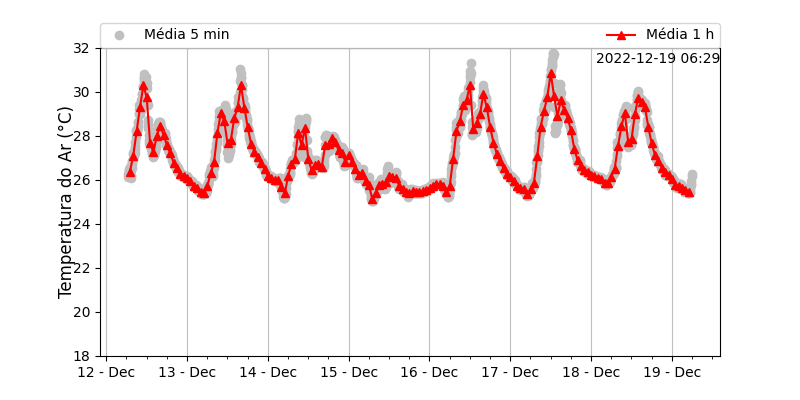 Média 5 min
Média 1 h
2022-12-19 06:29
Temperatura do Ar (°C)
32
30
28
26
24
22
20
18
12 - Dec
13 - Dec
14 - Dec
15 - Dec
16 - Dec
17 - Dec
18 - Dec
19 - Dec